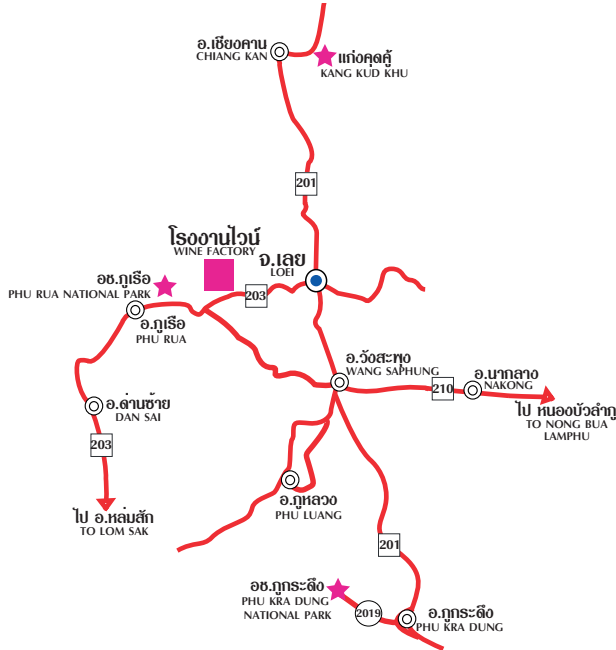 อ.เชียงคาน
CHIANG KAN
แก่งคุดคู้
KANG KUD KHU
201
โรงงานไวน์
WINE FACTORY
จ.เลย
LOEI
อช.ภูเรือ
PHU RUA NATIONAL PARK
203
อ.ภูเรือ
PHU RUA
อ.วังสะพุง
WANG SAPHUNG
อ.นากลาง
NAKONG
210
อ.ด่านซ้าย
DAN SAI
ไป หนองบัวลำภู
TO NONG BUA
LAMPHU
203
อ.ภูหลวง
PHU LUANG
ไป อ.หล่มสัก
TO LOM SAK
201
อช.ภูกระดึง
PHU KRA DUNG
NATIONAL PARK
2019
อ.ภูกระดึง
PHU KRA DUNG